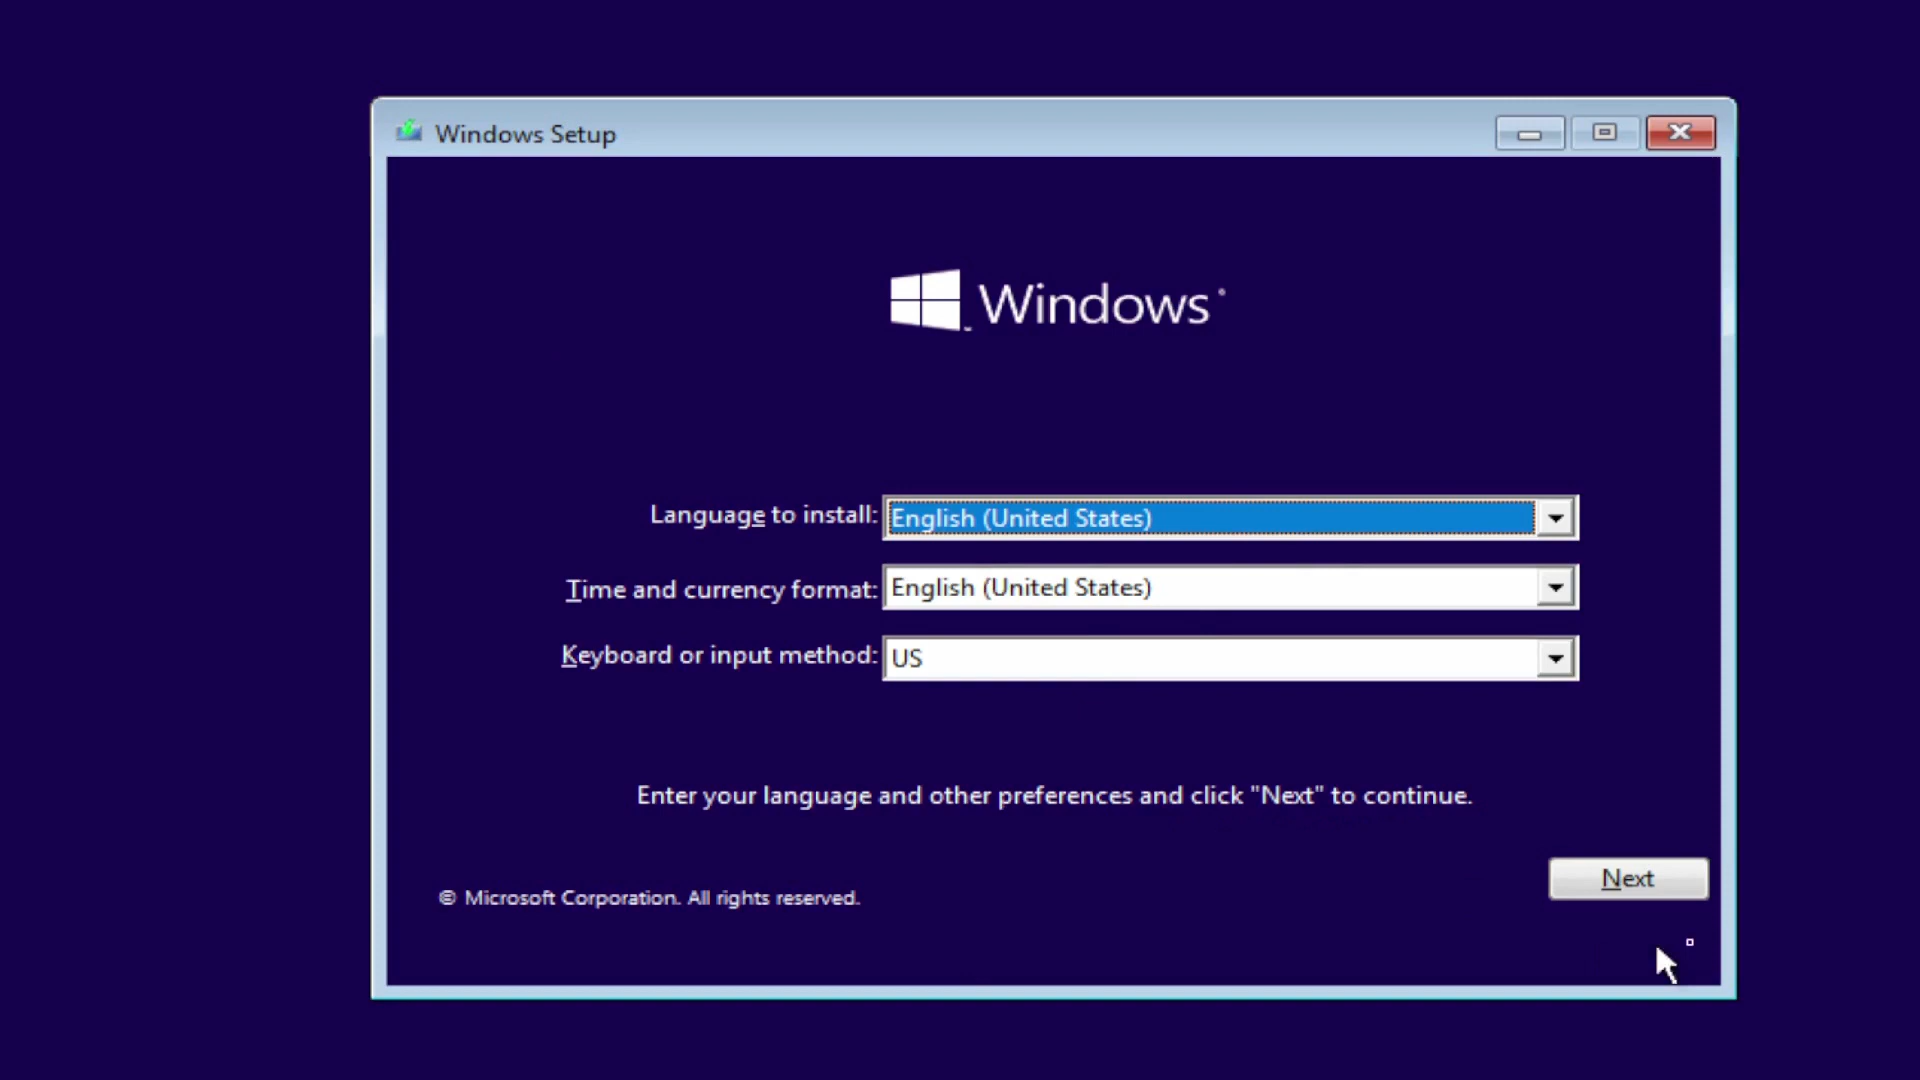 Windows Setup
Windows
Language to install: English (United States)
Time and currency format: English (United States)
Keyboard or input method: US
Enter your language and other preferences and click "Next" to continue.
Next
© Microsoft Corporation. All rights reserved.